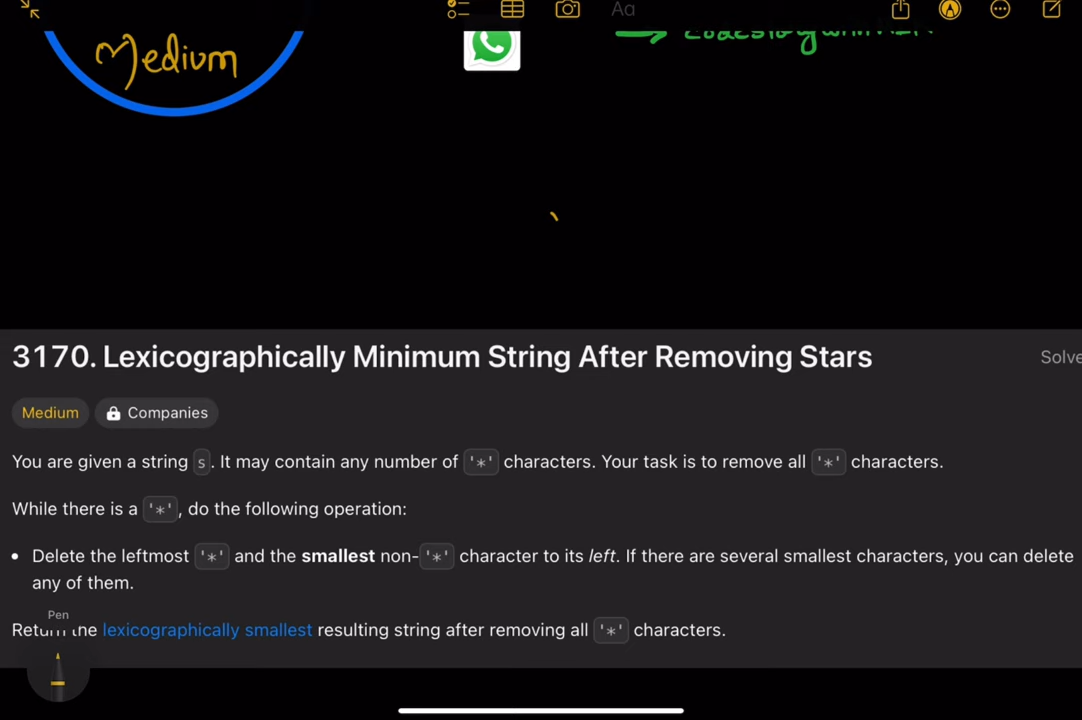 Aa
Medium
3170. Lexicographically Minimum String After Removing Stars
Solve
Medium
Companies
You are given a string s. It may contain any number of '*' characters. Your task is to remove all '*' characters.
While there is a '*', do the following operation:
• Delete the leftmost '*' and the smallest non-'*' character to its left. If there are several smallest characters, you can delete
any of them.
Pen
Return the lexicographically smallest resulting string after removing all '*' characters.